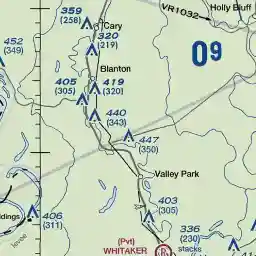 359
(258)
Cary
VR1032
Holly Bluff
320
(219)
452
(349)
09
Blanton
405
(305)
419
(320)
440
(343)
447
(350)
Valley Park
403
(305)
406
(311)
ddings
336
(230)
stacks
(Pvt)
WHITAKER
R